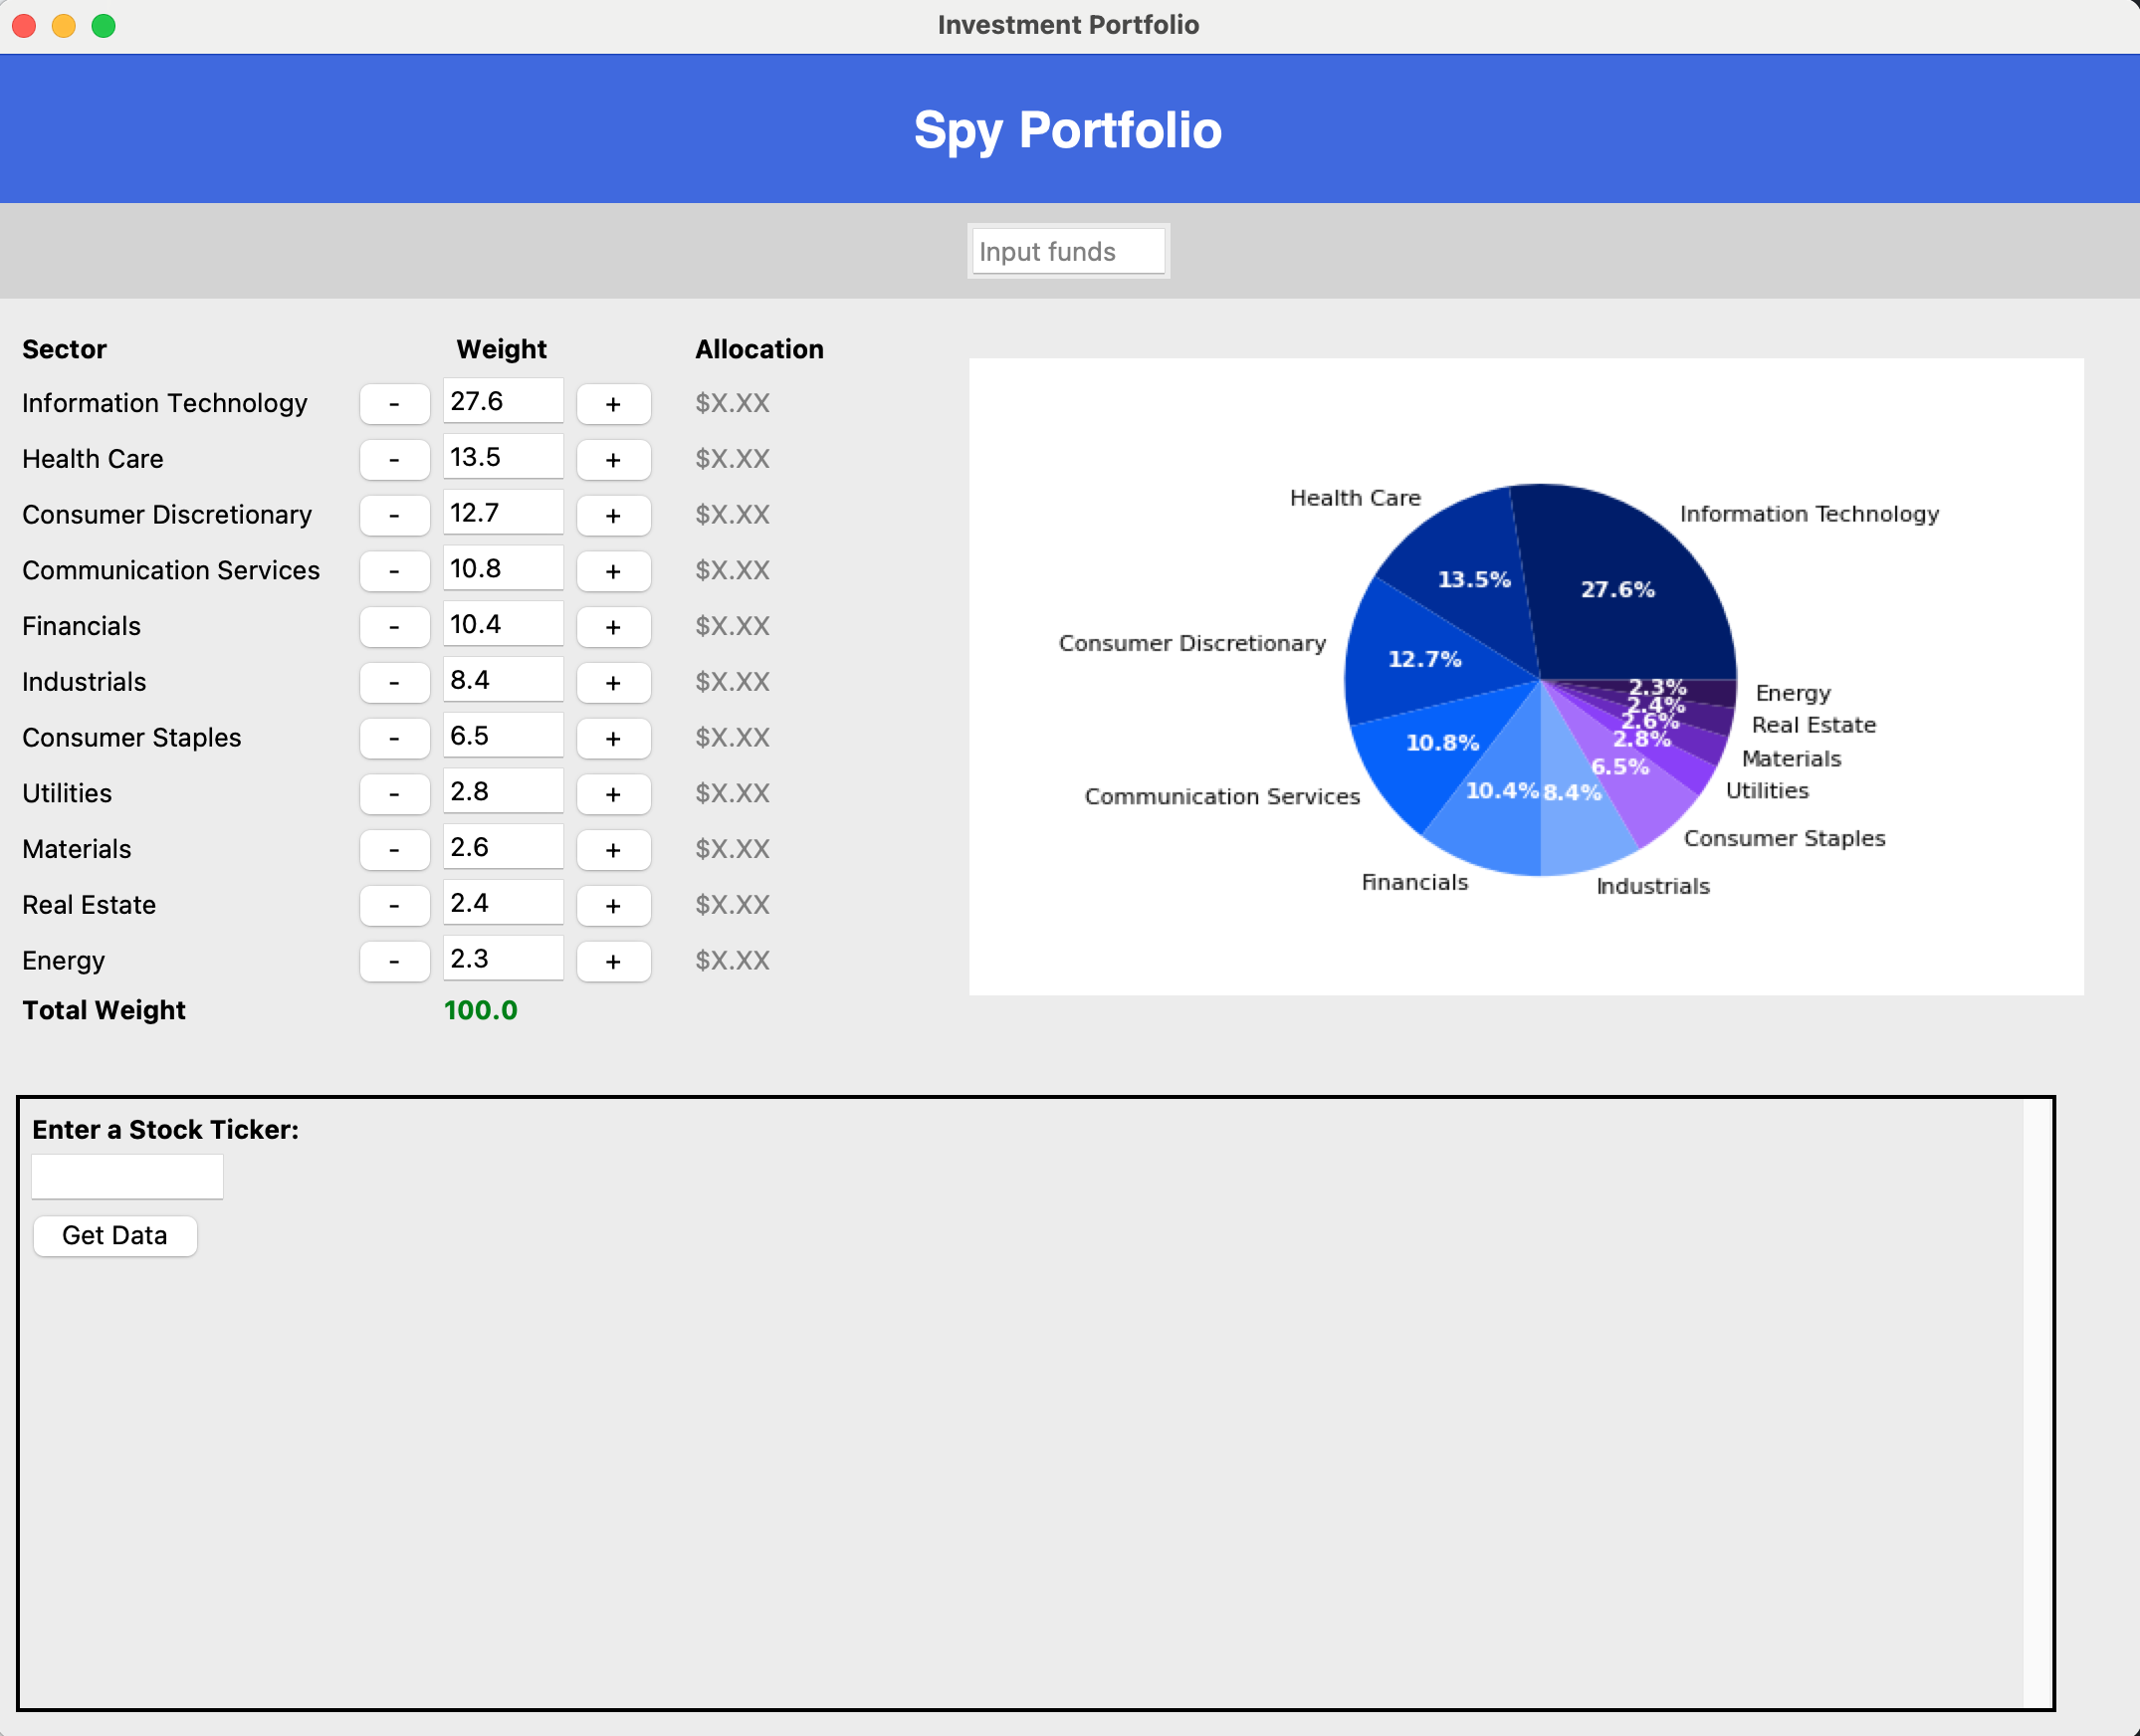 Investment Portfolio
Spy Portfolio
Input funds
Sector Weight Allocation
Information Technology - 27.6 + $X.XX
Health Care - 13.5 + $X.XX
Consumer Discretionary - 12.7 + $X.XX
Communication Services - 10.8 + $X.XX
Financials - 10.4 + $X.XX
Industrials - 8.4 + $X.XX
Consumer Staples - 6.5 + $X.XX
Utilities - 2.8 + $X.XX
Materials - 2.6 + $X.XX
Real Estate - 2.4 + $X.XX
Energy - 2.3 + $X.XX
Total Weight 100.0
Health Care
Information Technology
13.5%
27.6%
Consumer Discretionary
12.7%
2.3%
Energy
2.4%
Real Estate
2.6%
10.8%
2.8%
Materials
6.5%
Utilities
Communication Services
10.4%
8.4%
Consumer Staples
Financials
Industrials
Enter a Stock Ticker:
Get Data